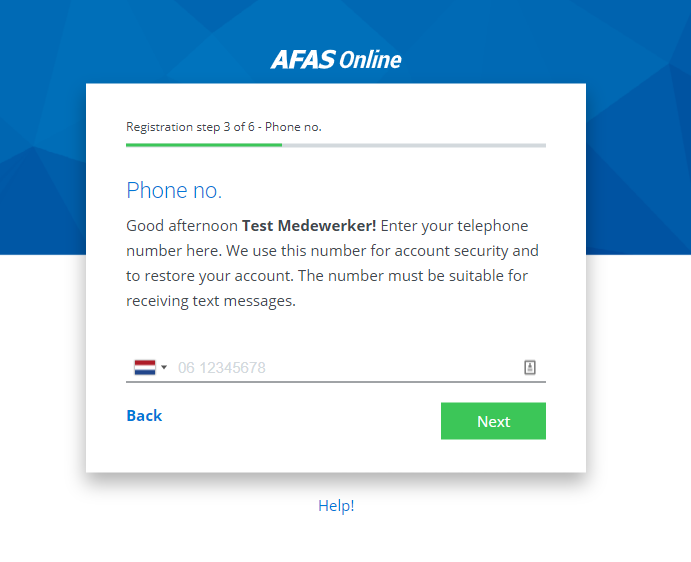 AFAS Online
Registration step 3 of 6 - Phone no.
Phone no.
Good afternoon Test Medewerker! Enter your telephone
number here. We use this number for account security and
to restore your account. The number must be suitable for
receiving text messages.
06 12345678
Back
Next
Help!